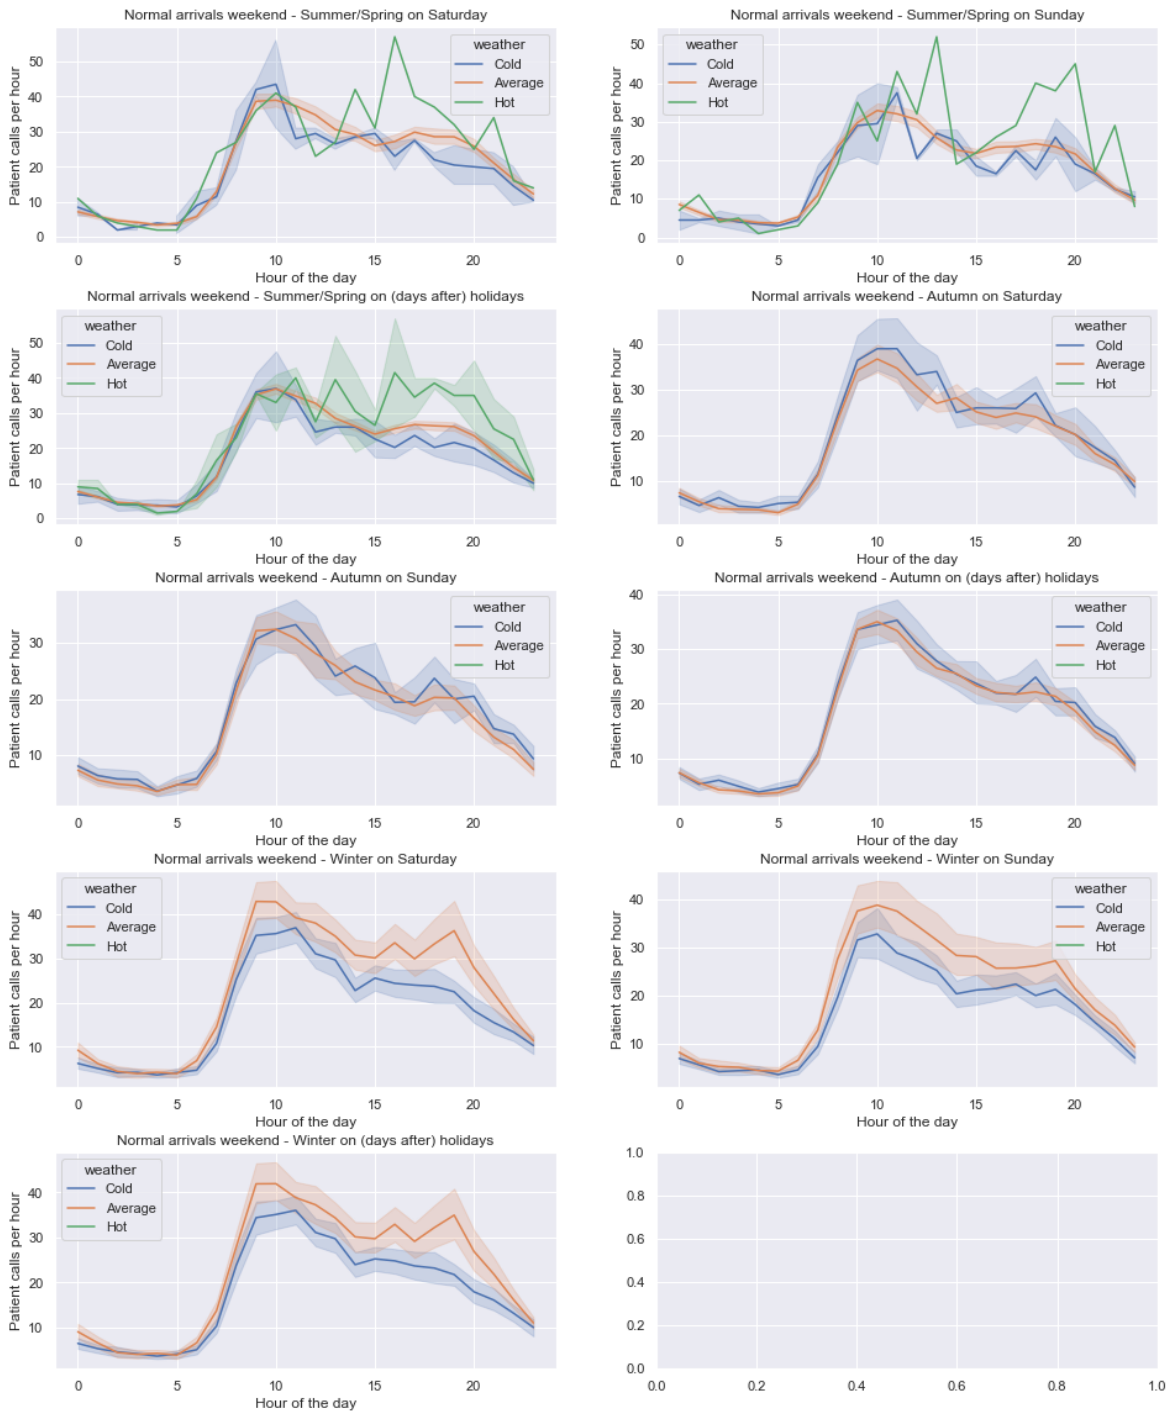 Normal arrivals weekend - Summer/Spring on Saturday
Patient calls per hour
50
40
30
20
10
0
weather
Cold
Average
Hot
0 5 10 15 20
Hour of the day
Normal arrivals weekend - Summer/Spring on Sunday
Patient calls per hour
50
40
30
20
10
0
weather
Cold
Average
Hot
0 5 10 15 20
Hour of the day
Normal arrivals weekend - Summer/Spring on (days after) holidays
Patient calls per hour
50
40
30
20
10
0
weather
Cold
Average
Hot
0 5 10 15 20
Hour of the day
Normal arrivals weekend - Autumn on Saturday
Patient calls per hour
40
30
20
10
weather
Cold
Average
Hot
0 5 10 15 20
Hour of the day
Normal arrivals weekend - Autumn on Sunday
Patient calls per hour
30
20
10
weather
Cold
Average
Hot
0 5 10 15 20
Hour of the day
Normal arrivals weekend - Autumn on (days after) holidays
Patient calls per hour
40
30
20
10
weather
Cold
Average
Hot
0 5 10 15 20
Hour of the day
Normal arrivals weekend - Winter on Saturday
Patient calls per hour
40
30
20
10
weather
Cold
Average
Hot
0 5 10 15 20
Hour of the day
Normal arrivals weekend - Winter on Sunday
Patient calls per hour
40
30
20
10
weather
Cold
Average
Hot
0 5 10 15 20
Hour of the day
Normal arrivals weekend - Winter on (days after) holidays
Patient calls per hour
40
30
20
10
weather
Cold
Average
Hot
0 5 10 15 20
Hour of the day
1.0
0.8
0.6
0.4
0.2
0.0
0.0 0.2 0.4 0.6 0.8 1.0